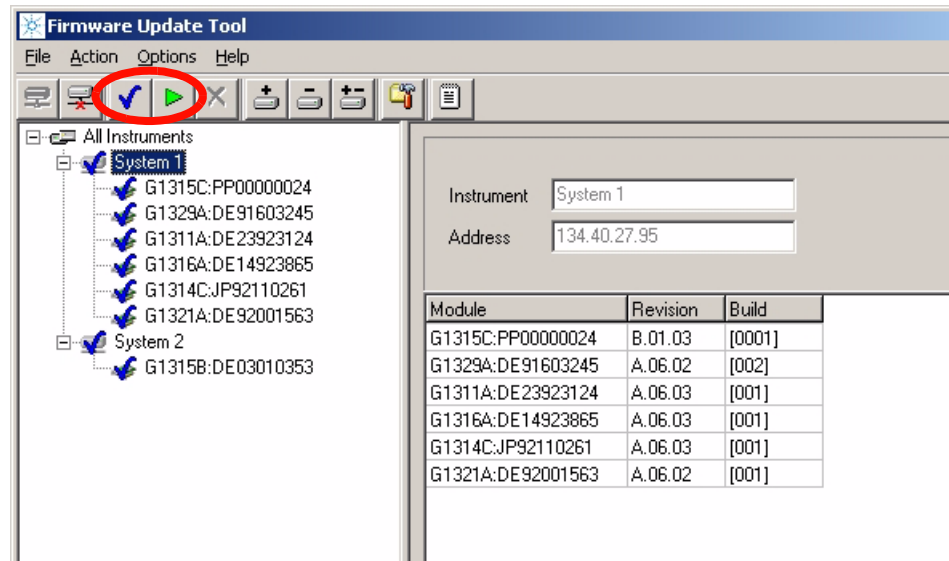 Firmware Update Tool
File Action Options Help
All Instruments
System 1
G1315C:PP00000024
G1329A:DE91603245
G1311A:DE23923124
G1316A:DE14923865
G1314C:JP92110261
G1321A:DE92001563
System 2
G1315B:DE03010353
Instrument System 1
Address 134.40.27.95
Module Revision Build
G1315C:PP00000024 B.01.03 [0001]
G1329A:DE91603245 A.06.02 [002]
G1311A:DE23923124 A.06.03 [001]
G1316A:DE14923865 A.06.03 [001]
G1314C:JP92110261 A.06.03 [001]
G1321A:DE92001563 A.06.02 [001]